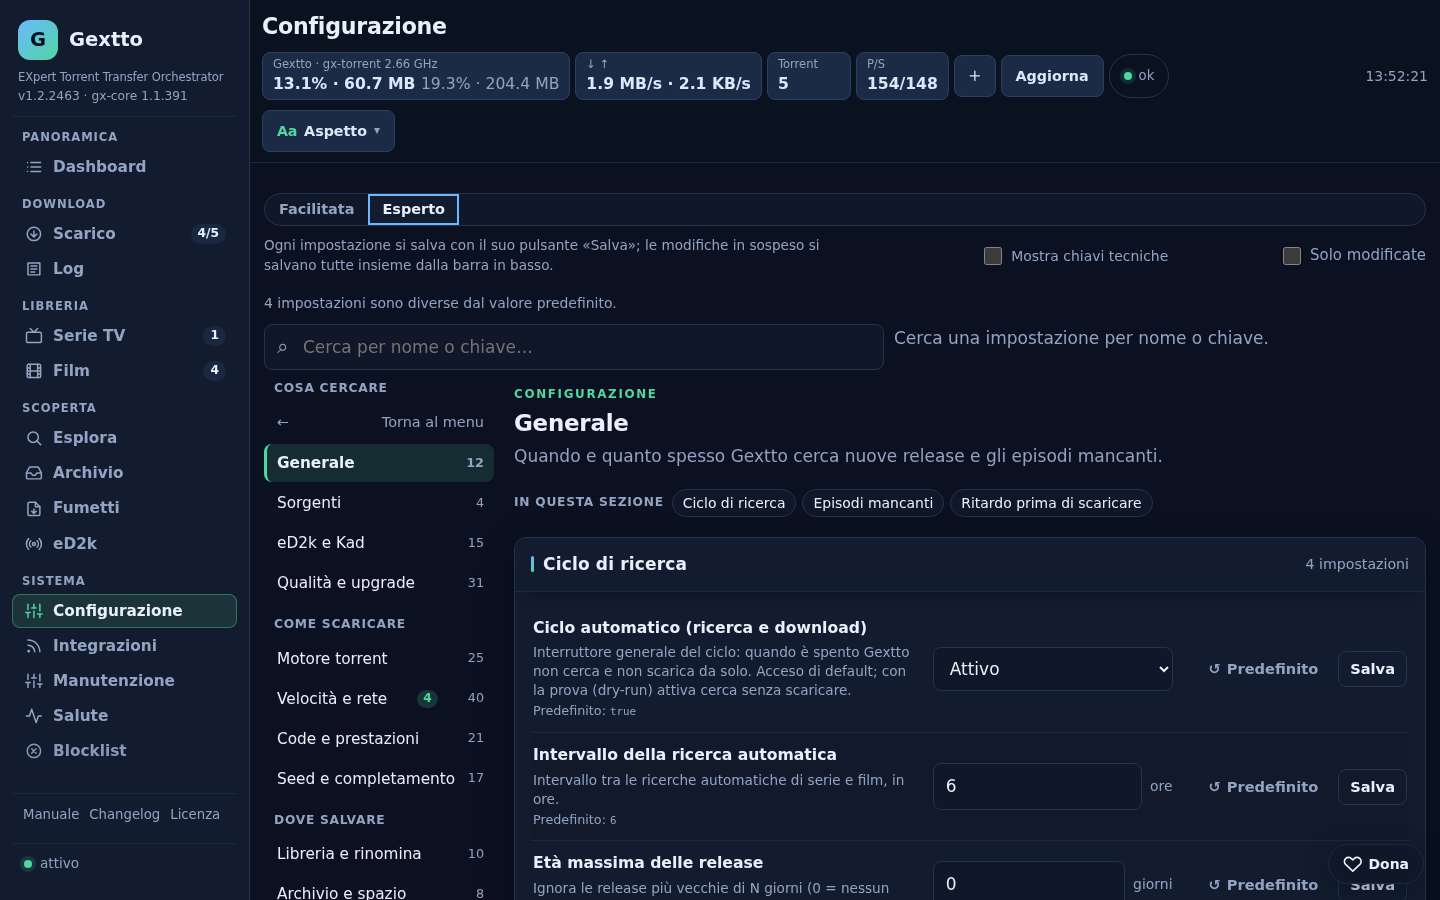 G Gextto
EXpert Torrent Transfer Orchestrator
v1.2.2463 · gx-core 1.1.391
PANORAMICA
Dashboard
DOWNLOAD
Scarico 4/5
Log
LIBRERIA
Serie TV 1
Film 4
SCOPERTA
Esplora
Archivio
Fumetti
eD2k
SISTEMA
Configurazione
Integrazioni
Manutenzione
Salute
Blocklist
Manuale Changelog Licenza
attivo
Configurazione
Gextto · gx-torrent 2.66 GHz
13.1% · 60.7 MB 19.3% · 204.4 MB
↓ ↑
1.9 MB/s · 2.1 KB/s
Torrent
5
P/S
154/148
+
Aggiorna
ok
13:52:21
Aa Aspetto ▾
Facilitata Esperto
Ogni impostazione si salva con il suo pulsante «Salva»; le modifiche in sospeso si
salvano tutte insieme dalla barra in basso.
Mostra chiavi tecniche
Solo modificate
4 impostazioni sono diverse dal valore predefinito.
Cerca per nome o chiave...
Cerca una impostazione per nome o chiave.
COSA CERCARE
← Torna al menu
Generale 12
Sorgenti 4
eD2k e Kad 15
Qualità e upgrade 31
COME SCARICARE
Motore torrent 25
Velocità e rete 4 40
Code e prestazioni 21
Seed e completamento 17
DOVE SALVARE
Libreria e rinomina 10
Archivio e spazio 8
CONFIGURAZIONE
Generale
Quando e quanto spesso Gextto cerca nuove release e gli episodi mancanti.
IN QUESTA SEZIONE Ciclo di ricerca Episodi mancanti Ritardo prima di scaricare
Ciclo di ricerca 4 impostazioni
Ciclo automatico (ricerca e download)
Interruttore generale del ciclo: quando è spento Gextto
non cerca e non scarica da solo. Acceso di default; con
la prova (dry-run) attiva cerca senza scaricare.
Predefinito: true
Attivo
↺ Predefinito
Salva
Intervallo della ricerca automatica
Intervallo tra le ricerche automatiche di serie e film, in
ore.
Predefinito: 6
6 ore
↺ Predefinito
Salva
Età massima delle release
Ignora le release più vecchie di N giorni (0 = nessun
0 giorni
↺ Predefinito
Salva
Dona